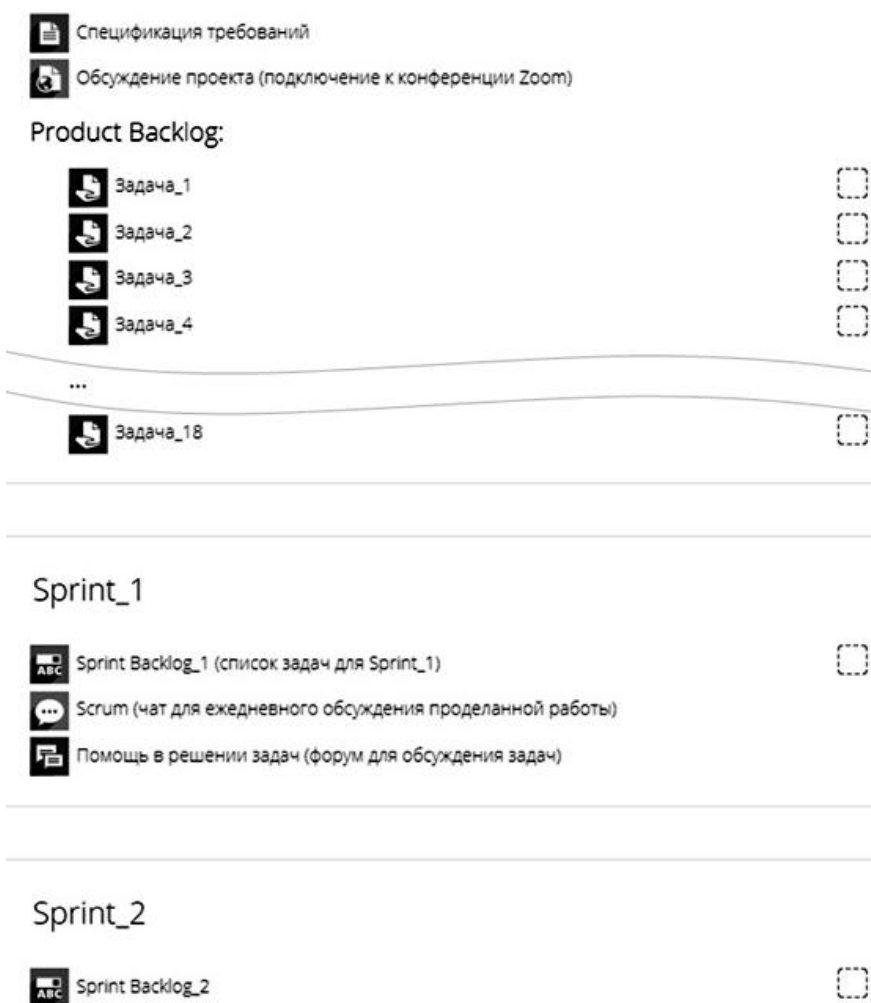 Спецификация требований
Обсуждение проекта (подключение к конференции Zoom)
Product Backlog:
Задача_1
Задача_2
Задача_3
Задача_4
...
Задача_18
Sprint_1
ABC Sprint Backlog_1 (список задач для Sprint_1)
Scrum (чат для ежедневного обсуждения проделанной работы)
Помощь в решении задач (форум для обсуждения задач)
Sprint_2
ABC Sprint Backlog_2